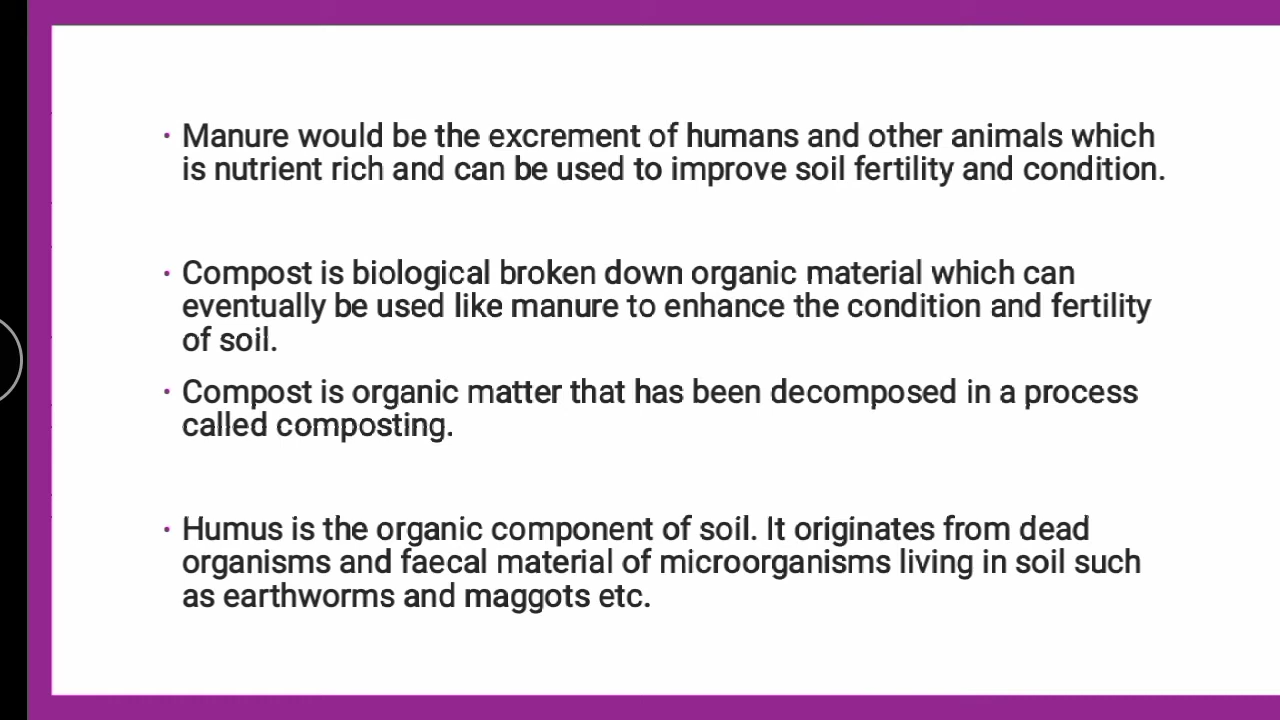 • Manure would be the excrement of humans and other animals which
is nutrient rich and can be used to improve soil fertility and condition.
• Compost is biological broken down organic material which can
eventually be used like manure to enhance the condition and fertility
of soil.
• Compost is organic matter that has been decomposed in a process
called composting.
• Humus is the organic component of soil. It originates from dead
organisms and faecal material of microorganisms living in soil such
as earthworms and maggots etc.